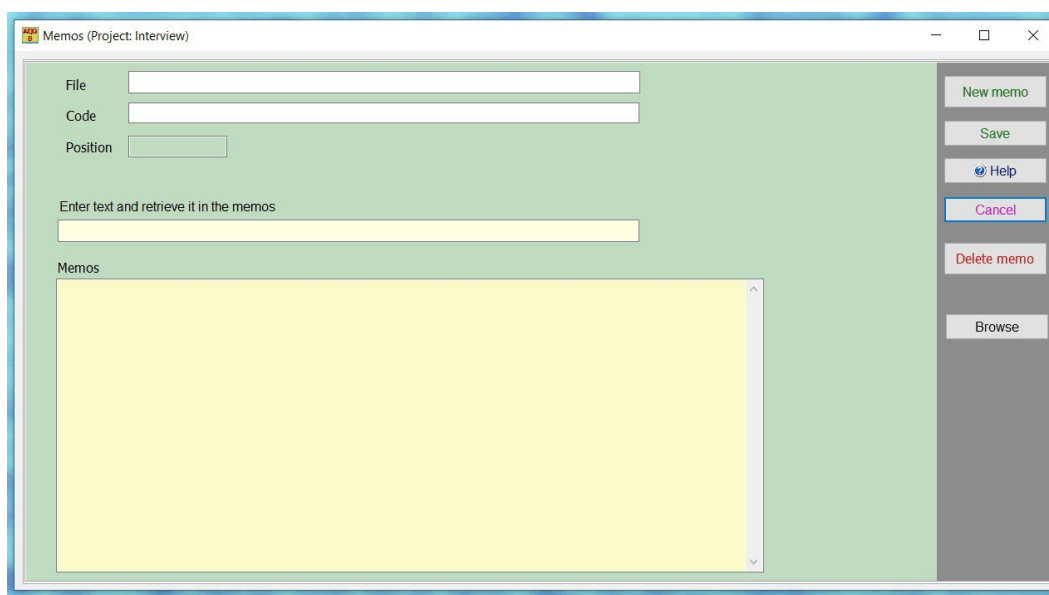 Memos (Project: Interview)
File
New memo
Code
Save
Position
Help
Enter text and retrieve it in the memos
Cancel
Memos
Delete memo
Browse